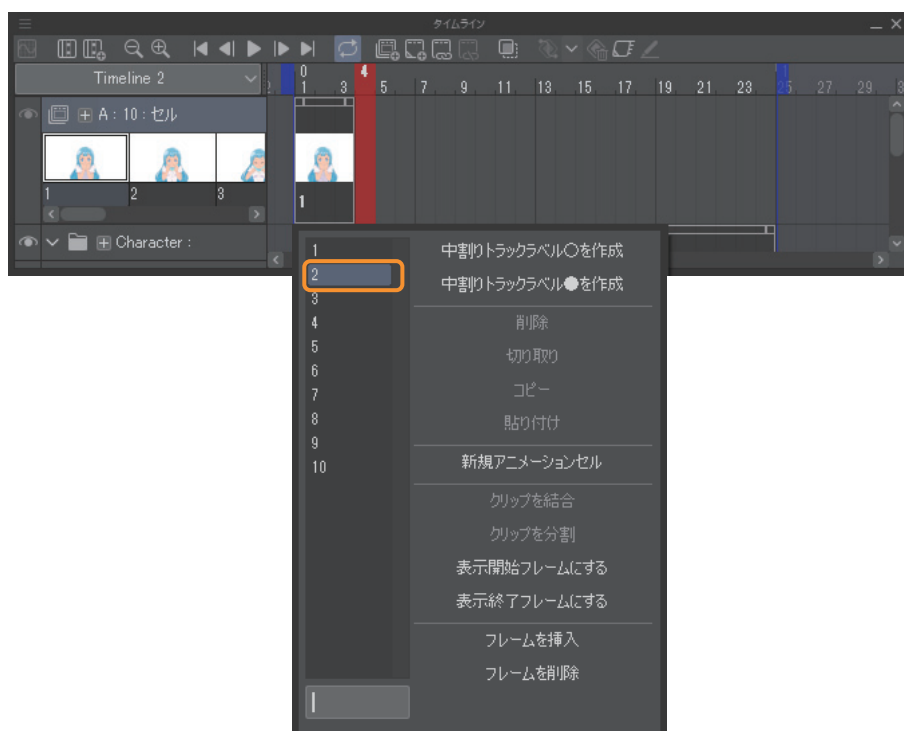 タイムライン
Timeline 2
0
4
1
1 3 5 7 9 11 13 15 17 19 21 23 25 27 29
A : 10 : セル
1 2 3
1
Character :
1
2
3
4
5
6
7
8
9
10
中割りトラックラベル○を作成
中割りトラックラベル●を作成
削除
切り取り
コピー
貼り付け
新規アニメーションセル
クリップを結合
クリップを分割
表示開始フレームにする
表示終了フレームにする
フレームを挿入
フレームを削除